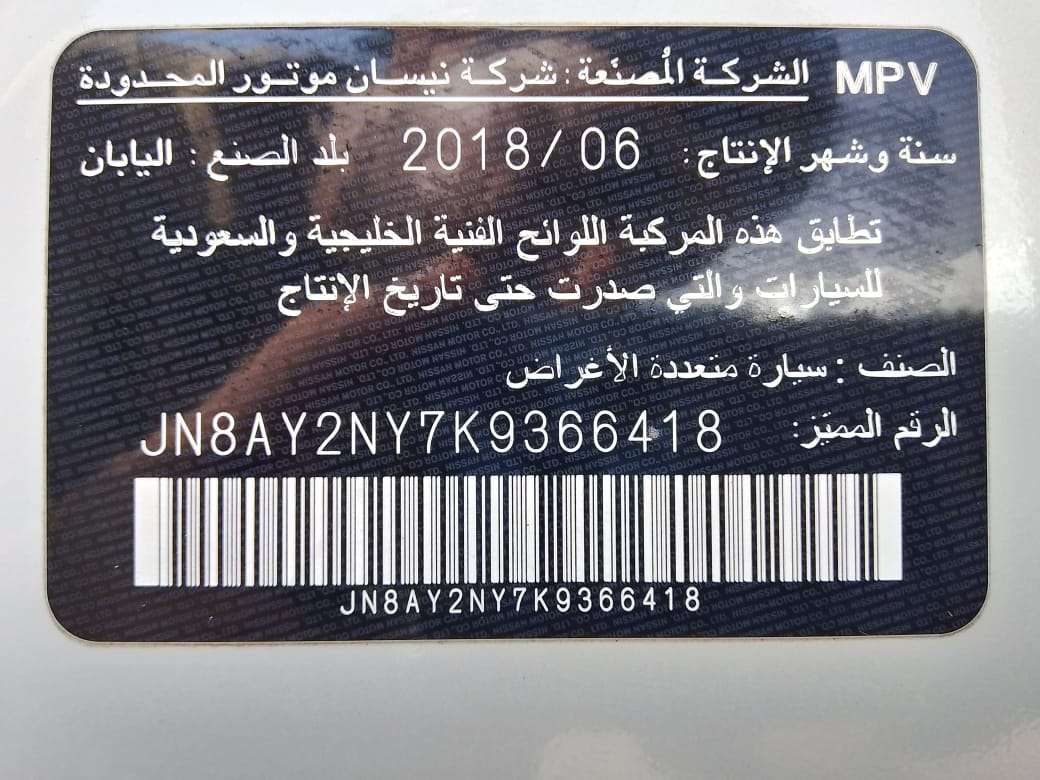 MPV الشركة المُصنّعة : شركة نيسان موتور المحدودة
سنة وشهر الإنتاج: 2018/06 بلد الصنع : اليابان
تطابق هذه المركبة اللوائح الفنية الخليجية والسعودية
للسيارات والتي صدرت حتى تاريخ الإنتاج
الصنف : سيارة متعددة الأغراض
الرقم المميّز: JN8AY2NY7K9366418
JN8AY2NY7K9366418